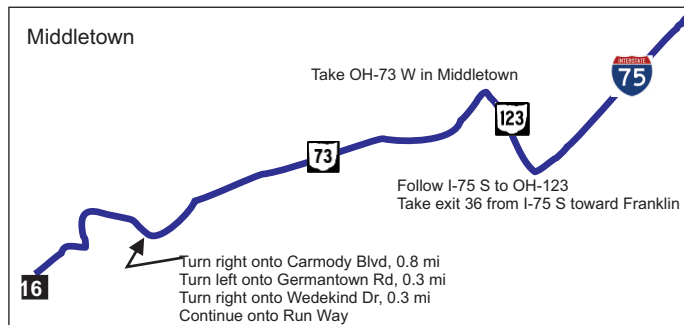 Middletown
Take OH-73 W in Middletown
INTERSTATE
75
123
73
Follow I-75 S to OH-123
Take exit 36 from I-75 S toward Franklin
Turn right onto Carmody Blvd, 0.8 mi
Turn left onto Germantown Rd, 0.3 mi
Turn right onto Wedekind Dr, 0.3 mi
Continue onto Run Way
16